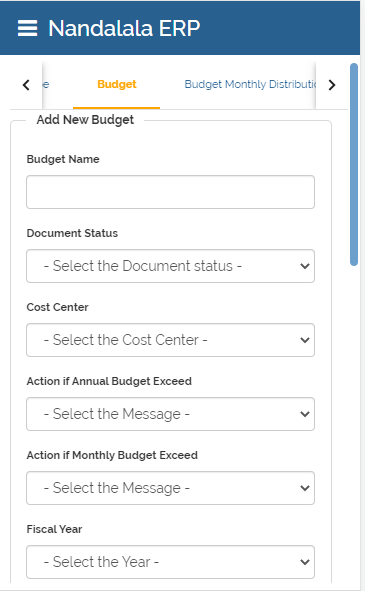 Nandalala ERP
e Budget Budget Monthly Distributi
Add New Budget
Budget Name
Document Status
- Select the Document status -
Cost Center
- Select the Cost Center -
Action if Annual Budget Exceed
- Select the Message -
Action if Monthly Budget Exceed
- Select the Message -
Fiscal Year
- Select the Year -